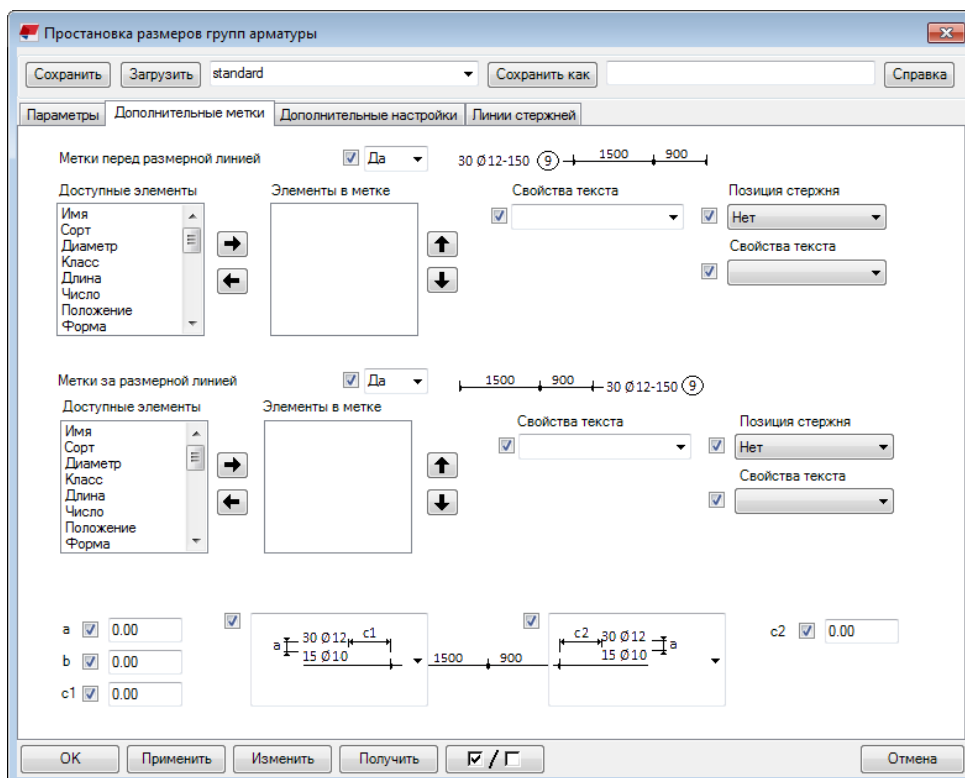 Простановка размеров групп арматуры
Сохранить Загрузить standard Сохранить как Справка
Параметры Дополнительные метки Дополнительные настройки Линии стержней
Метки перед размерной линией Да 30 Ø12-150 9 1500 900
Доступные элементы Элементы в метке Свойства текста Позиция стержня
Имя
Сорт
Диаметр
Класс
Длина
Число
Положение
Форма
Нет
Свойства текста
Метки за размерной линией Да 1500 900 30 Ø12-150 9
Доступные элементы Элементы в метке Свойства текста Позиция стержня
Имя
Сорт
Диаметр
Класс
Длина
Число
Положение
Форма
Нет
Свойства текста
a 0.00
b 0.00
c1 0.00
a 30 Ø12 c1
15 Ø10
1500 900
c2 30 Ø12 a
15 Ø10
c2 0.00
OK Применить Изменить Получить / Отмена